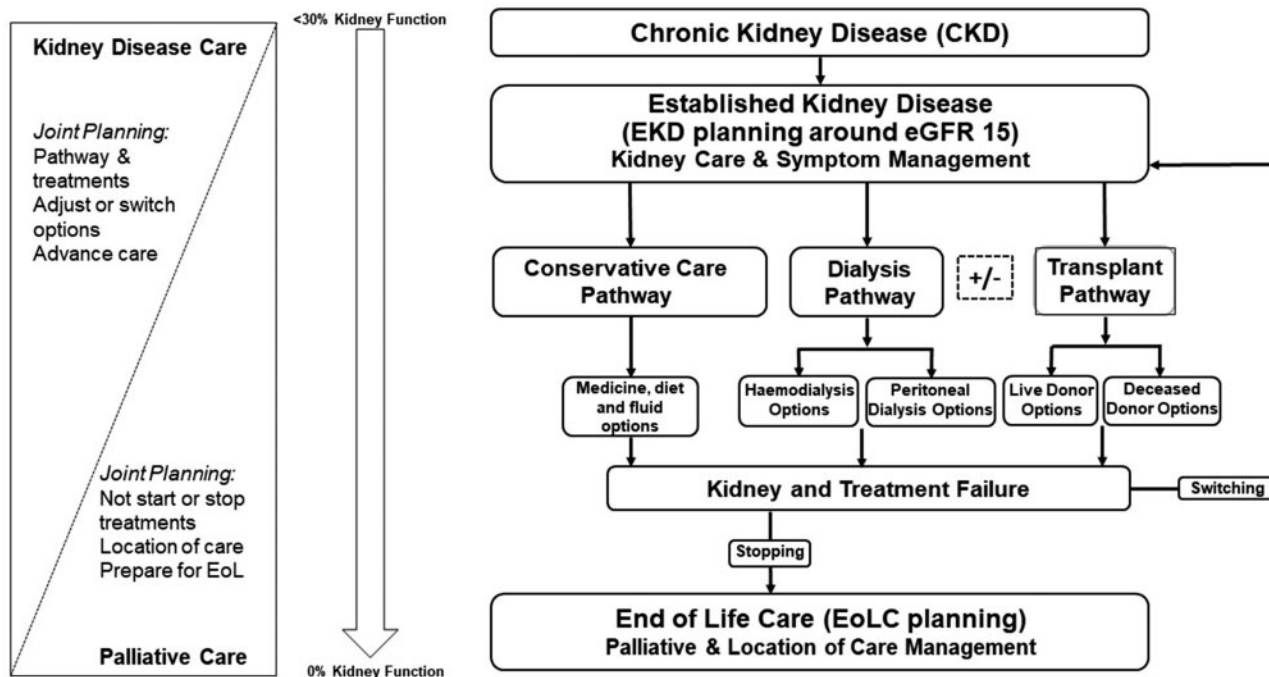 <30% Kidney Function
Kidney Disease Care
Joint Planning:
Pathway &
treatments
Adjust or switch
options
Advance care
Joint Planning:
Not start or stop
treatments
Location of care
Prepare for EoL
Palliative Care
0% Kidney Function
Chronic Kidney Disease (CKD)
Established Kidney Disease
(EKD planning around eGFR 15)
Kidney Care & Symptom Management
Conservative Care
Pathway
Dialysis
Pathway
+/-
Transplant
Pathway
Medicine, diet
and fluid
options
Haemodialysis
Options
Peritoneal
Dialysis Options
Live Donor
Options
Deceased
Donor Options
Kidney and Treatment Failure
Switching
Stopping
End of Life Care (EoLC planning)
Palliative & Location of Care Management